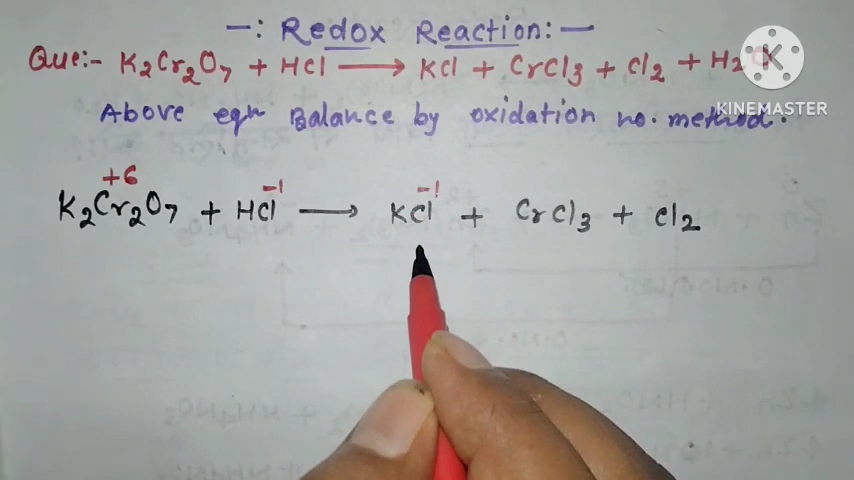 -: Redox Reaction:-
Que:- K2Cr2O7 + HCl ⟶ KCl + CrCl3 + Cl2 + H2O
KINEMASTER
Above eqn Balance by oxidation no. method.
+6 -1 -1
K2Cr2O7 + HCl ⟶ KCl + CrCl3 + Cl2